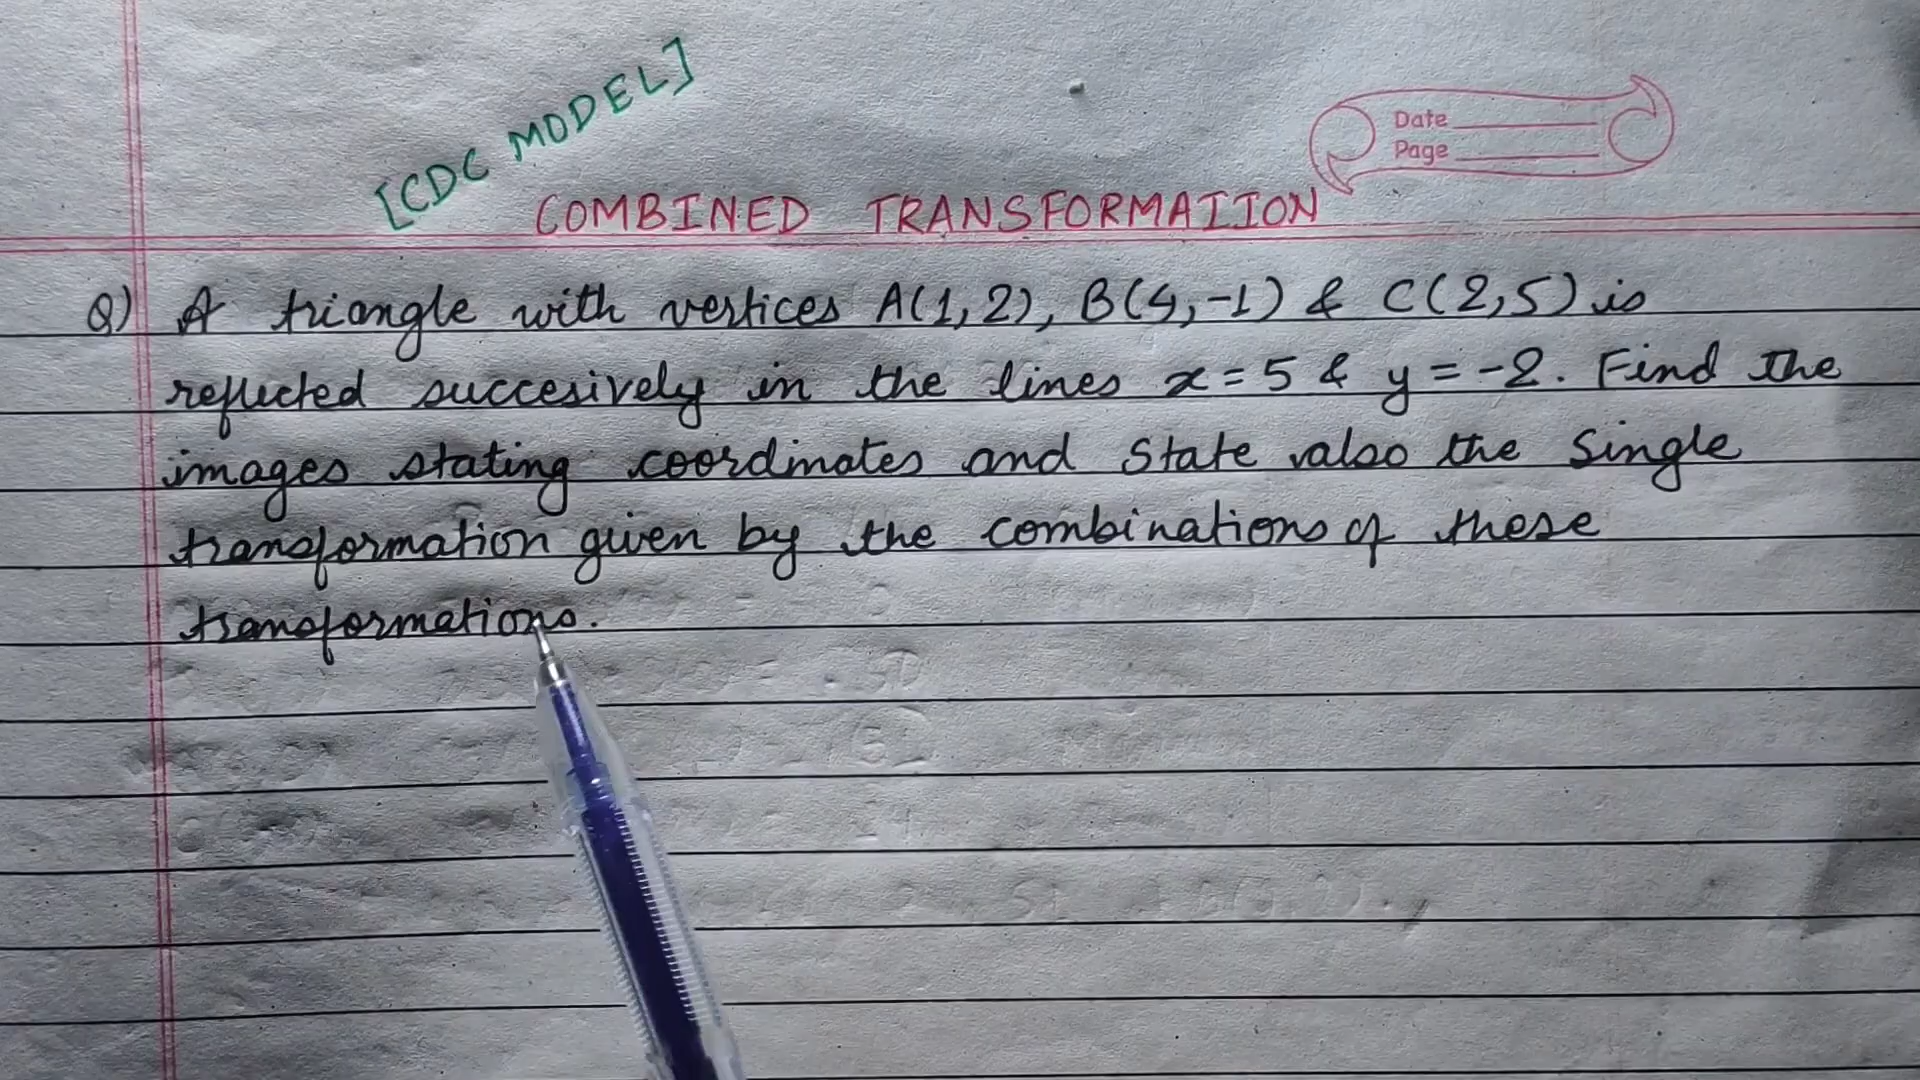 [CDC MODEL]
Date
Page
COMBINED TRANSFORMATION
Q) A triangle with vertices A(1,2), B(4,-1) & C(2,5) is
reflected succesively in the lines x=5 & y=-2. Find the
images stating coordinates and state also the single
transformation given by the combinations of these
transformations.